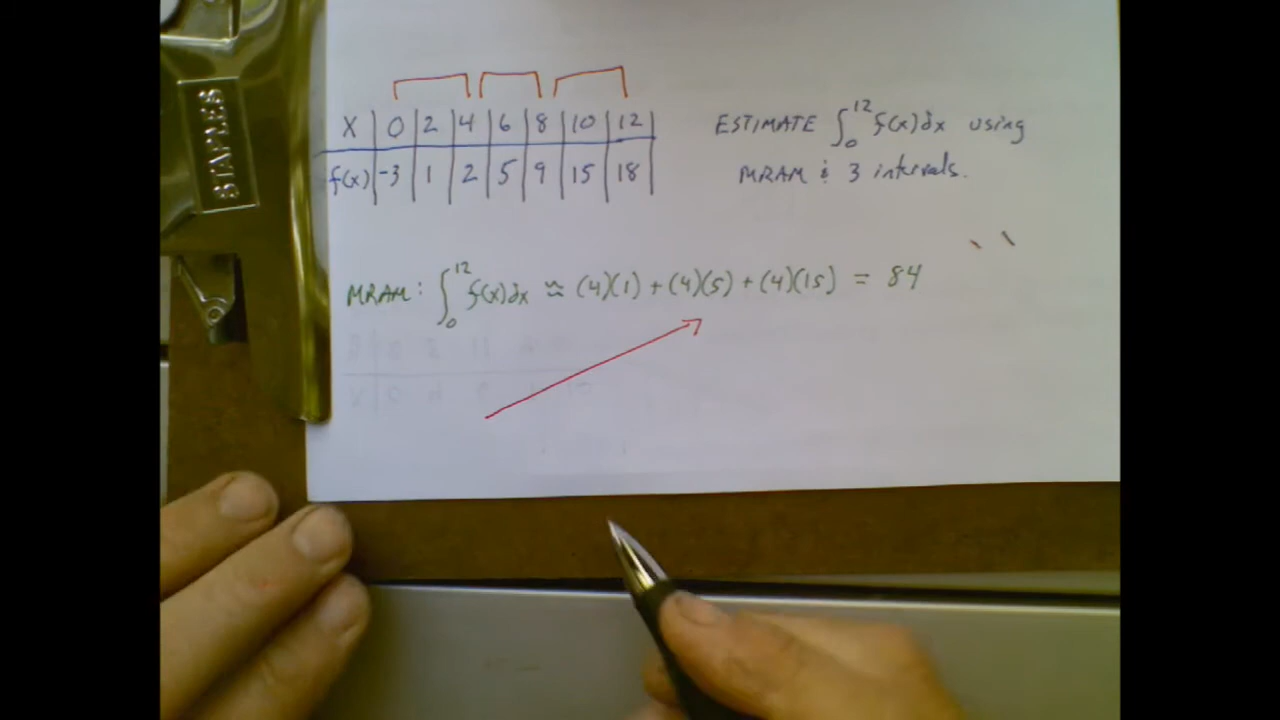 STAPLES
X | 0 | 2 | 4 | 6 | 8 | 10 | 12
f(x) | -3 | 1 | 2 | 5 | 9 | 15 | 18
ESTIMATE ∫₀¹² f(x)dx using
MRAM & 3 intervals.
MRAM: ∫₀¹² f(x)dx ≈ (4)(1) + (4)(5) + (4)(15) = 84